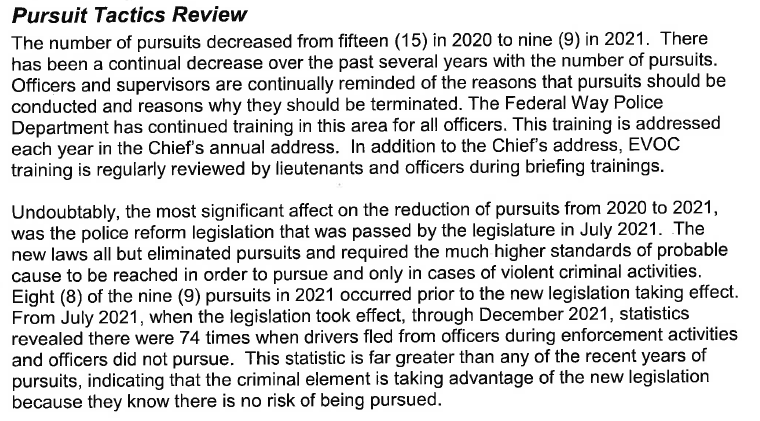 Pursuit Tactics Review
The number of pursuits decreased from fifteen (15) in 2020 to nine (9) in 2021.  There
has been a continual decrease over the past several years with the number of pursuits.
Officers and supervisors are continually reminded of the reasons that pursuits should be
conducted and reasons why they should be terminated. The Federal Way Police
Department has continued training in this area for all officers. This training is addressed
each year in the Chief's annual address.  In addition to the Chief's address, EVOC
training is regularly reviewed by lieutenants and officers during briefing trainings.

Undoubtably, the most significant affect on the reduction of pursuits from 2020 to 2021,
was the police reform legislation that was passed by the legislature in July 2021.  The
new laws all but eliminated pursuits and required the much higher standards of probable
cause to be reached in order to pursue and only in cases of violent criminal activities.
Eight (8) of the nine (9) pursuits in 2021 occurred prior to the new legislation taking effect.
From July 2021, when the legislation took effect, through December 2021, statistics
revealed there were 74 times when drivers fled from officers during enforcement activities
and officers did not pursue.  This statistic is far greater than any of the recent years of
pursuits, indicating that the criminal element is taking advantage of the new legislation
because they know there is no risk of being pursued.